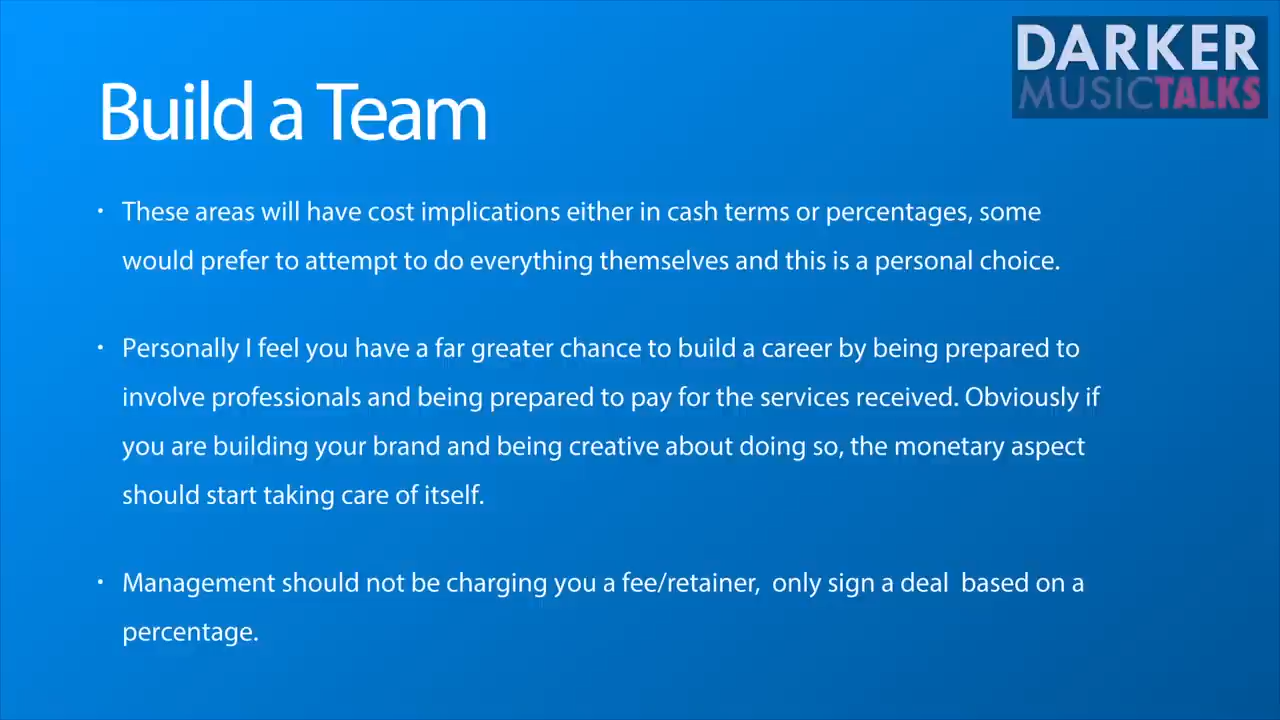 DARKER
MUSICTALKS
Build a Team
• These areas will have cost implications either in cash terms or percentages, some
would prefer to attempt to do everything themselves and this is a personal choice.
• Personally I feel you have a far greater chance to build a career by being prepared to
involve professionals and being prepared to pay for the services received. Obviously if
you are building your brand and being creative about doing so, the monetary aspect
should start taking care of itself.
• Management should not be charging you a fee/retainer,  only sign a deal  based on a
percentage.